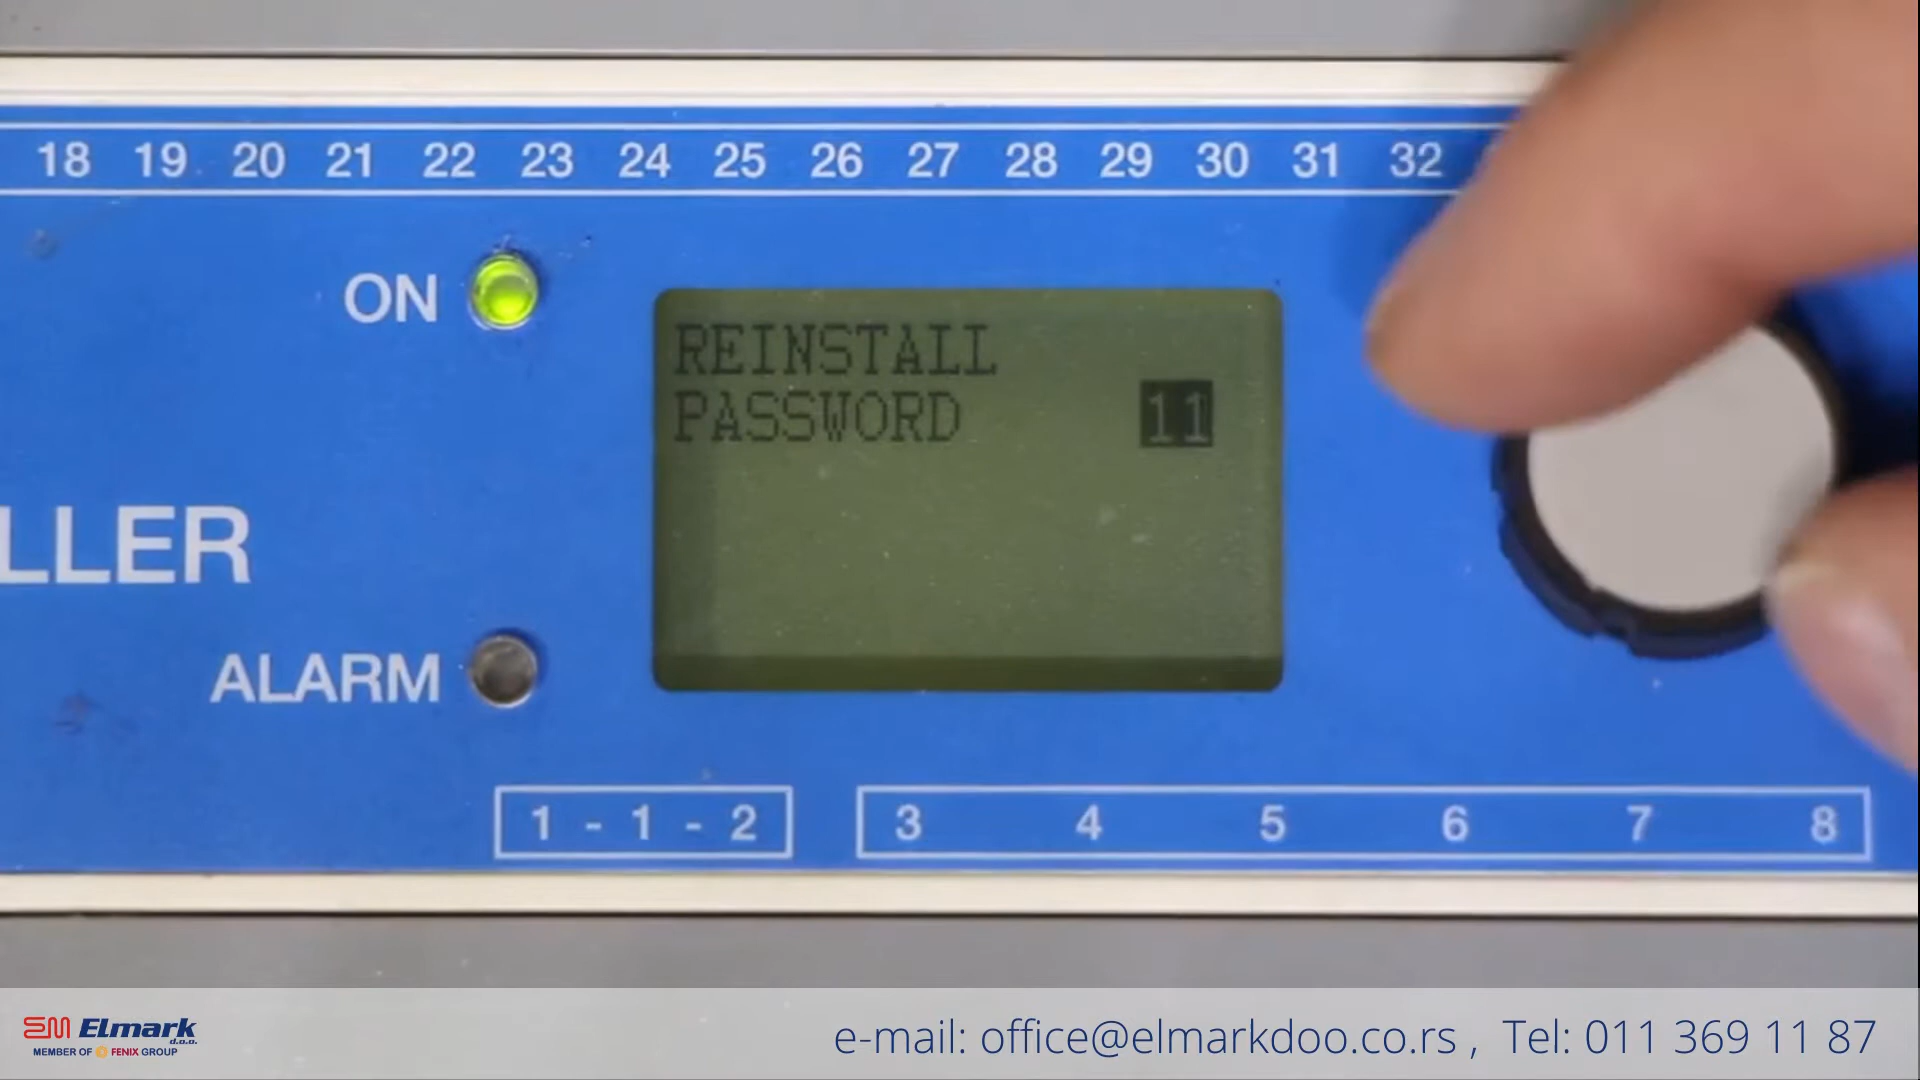 18 19 20 21 22 23 24 25 26 27 28 29 30 31 32
ON
REINSTALL
PASSWORD 11
LLER
ALARM
1 - 1 - 2 3 4 5 6 7 8
EM Elmark d.o.o.
MEMBER OF FENIX GROUP
e-mail: office@elmarkdoo.co.rs , Tel: 011 369 11 87